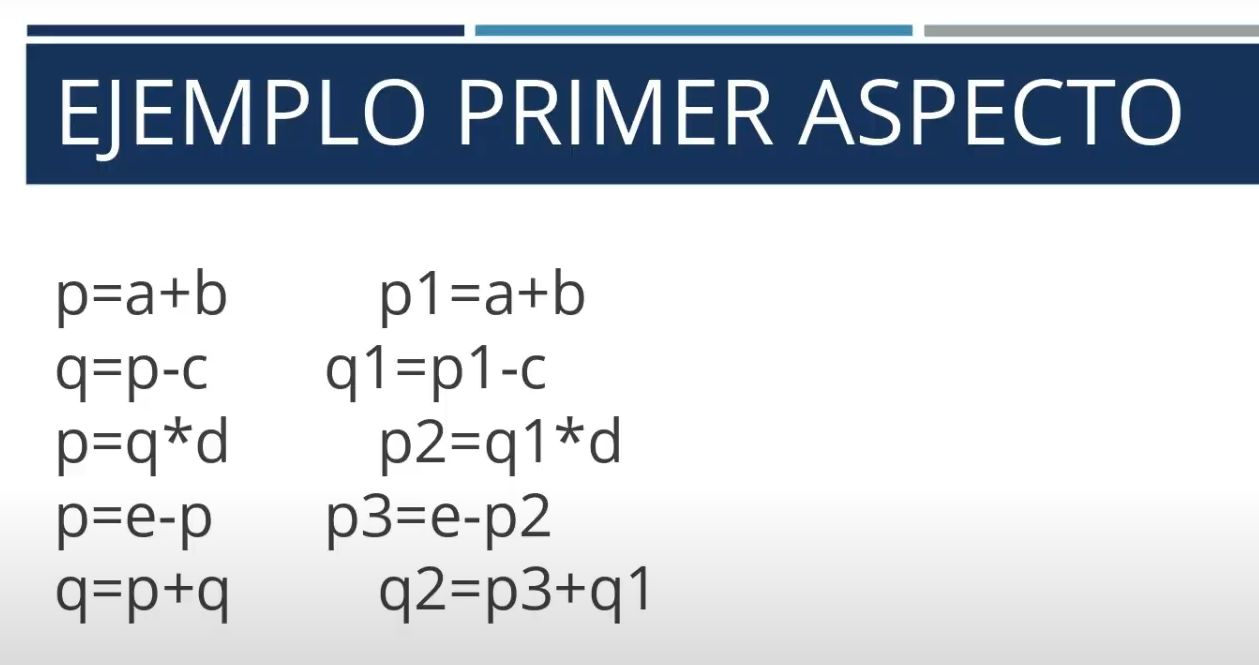 EJEMPLO PRIMER ASPECTO
p=a+b p1=a+b
q=p-c q1=p1-c
p=q*d p2=q1*d
p=e-p p3=e-p2
q=p+q q2=p3+q1